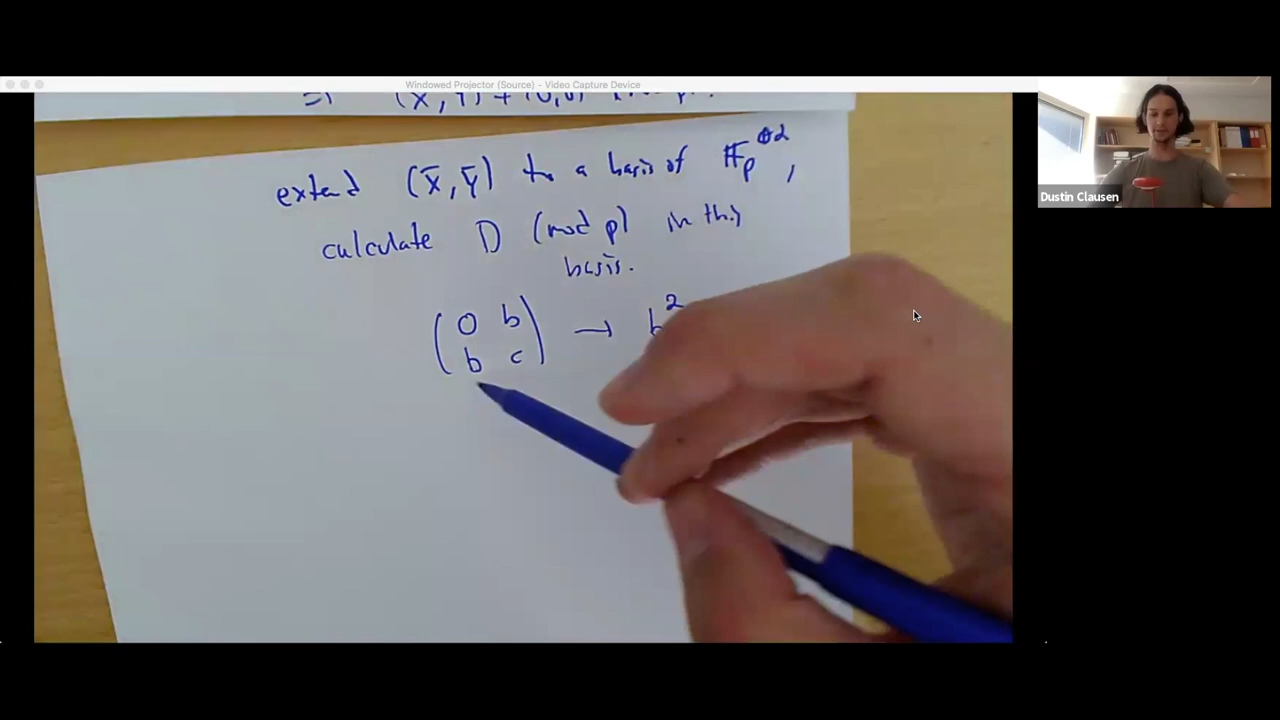 Windowed Projector (Source) - Video Capture Device
extend (x̄, ȳ) to a basis of 𝔽ₚ^⊕2,
calculate D (mod p) in this
basis.
(0 b
b c) → b²
Dustin Clausen